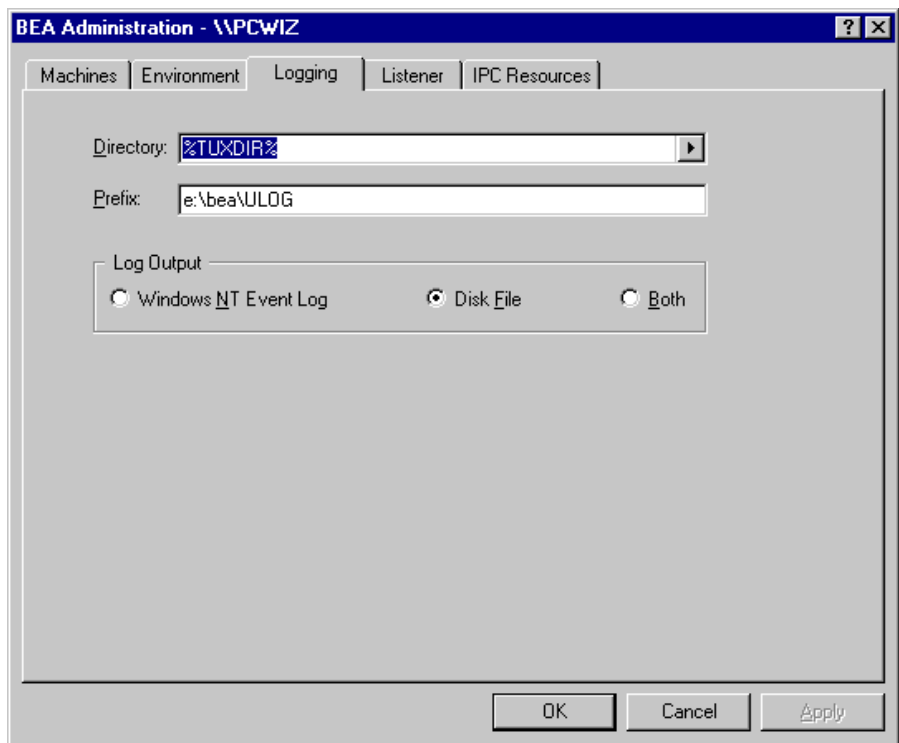 BEA Administration - \\PCWIZ
Machines Environment Logging Listener IPC Resources
Directory: %TUXDIR%
Prefix: e:\bea\ULOG
Log Output
Windows NT Event Log Disk File Both
OK Cancel Apply